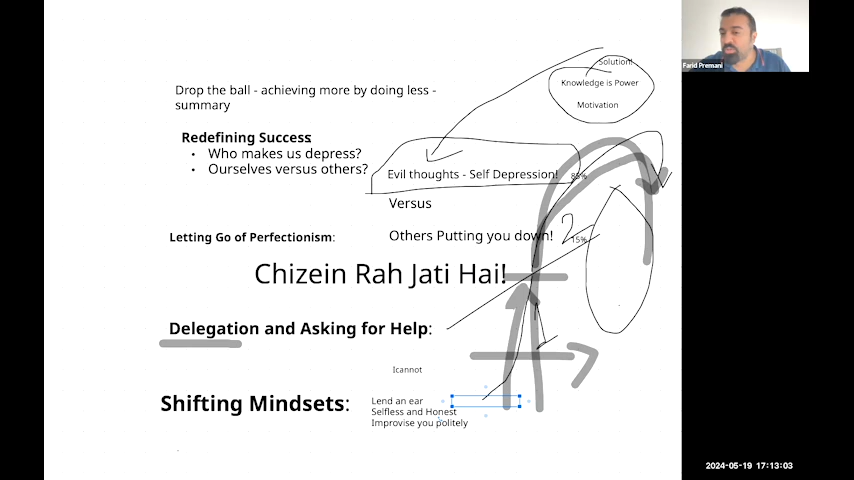 Solution!
Knowledge is Power
Motivation
Farid Premani
Drop the ball - achieving more by doing less -
summary
Redefining Success:
• Who makes us depress?
• Ourselves versus others?
Evil thoughts - Self Depression! 85%
Versus
Others Putting you down! 2 15%
Letting Go of Perfectionism:
Chizein Rah Jati Hai!
Delegation and Asking for Help:
Icannot
Shifting Mindsets:
Lend an ear
Selfless and Honest
Improvise you politely
2024-05-19 17:13:03